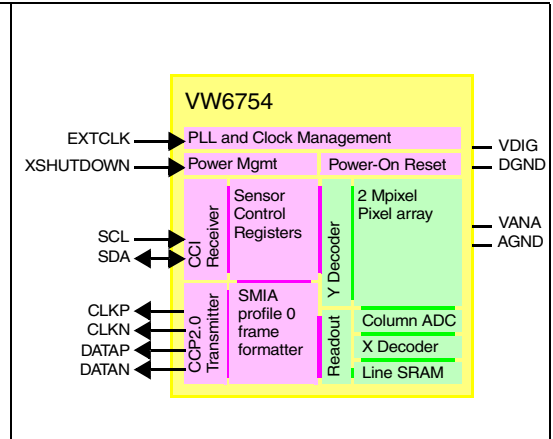 VW6754
EXTCLK
PLL and Clock Management
VDIG
XSHUTDOWN
Power Mgmt
Power-On Reset
DGND
Sensor
Control
Registers
2 Mpixel
Pixel array
VANA
AGND
SCL
SDA
CCI
Receiver
Y Decoder
CLKP
CLKN
DATAP
DATAN
CCP2.0
Transmitter
SMIA
profile 0
frame
formatter
Readout
Column ADC
X Decoder
Line SRAM